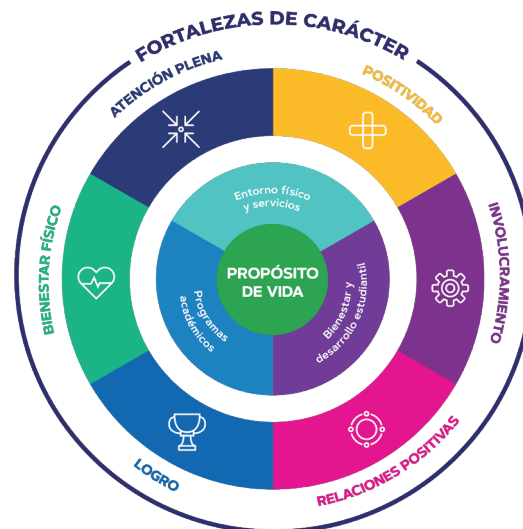 FORTALEZAS DE CARÁCTER
ATENCIÓN PLENA
POSITIVIDAD
BIENESTAR FÍSICO
INVOLUCRAMIENTO
LOGRO
RELACIONES POSITIVAS
Entorno físico
y servicios
PROPÓSITO
DE VIDA
Programas
académicos
Bienestar y
desarrollo estudiantil